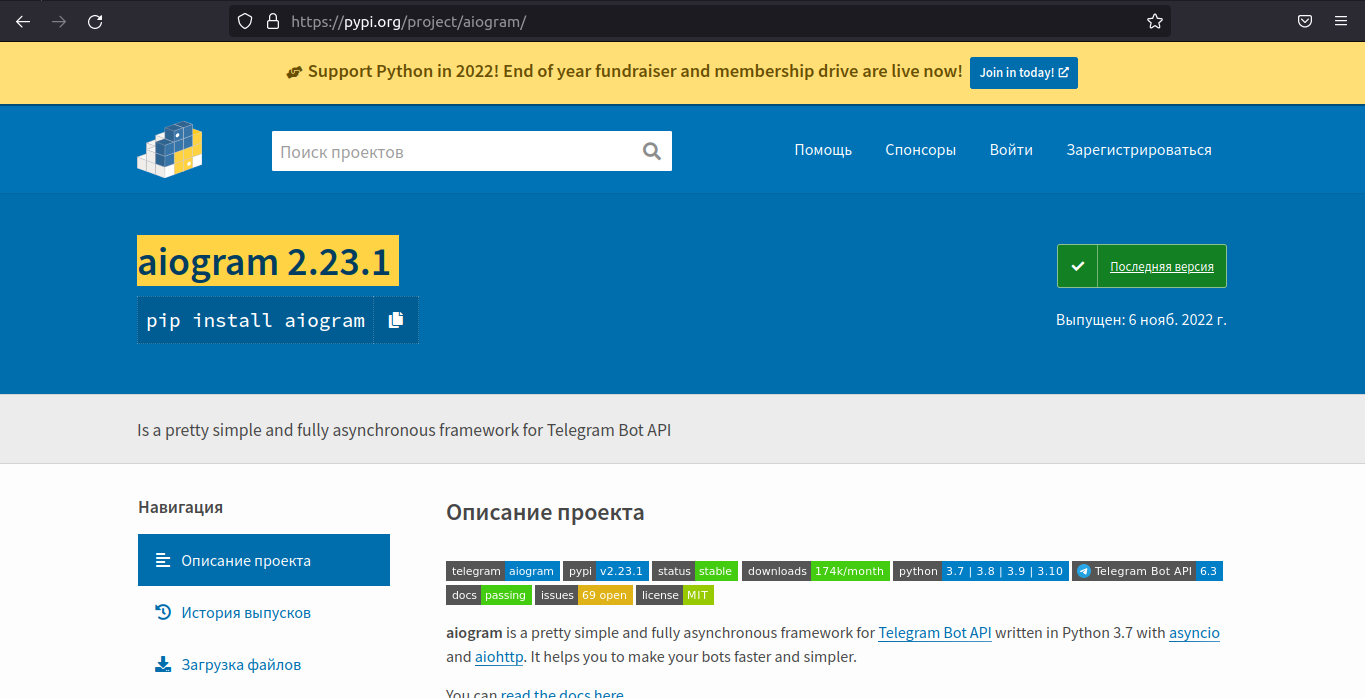 https://pypi.org/project/aiogram/
Support Python in 2022! End of year fundraiser and membership drive are live now! Join in today!
Поиск проектов
Помощь Спонсоры Войти Зарегистрироваться
aiogram 2.23.1
pip install aiogram
Последняя версия
Выпущен: 6 нояб. 2022 г.
Is a pretty simple and fully asynchronous framework for Telegram Bot API
Навигация
Описание проекта
История выпусков
Загрузка файлов
Описание проекта
telegram aiogram pypi v2.23.1 status stable downloads 174k/month python 3.7 | 3.8 | 3.9 | 3.10 Telegram Bot API 6.3
docs passing issues 69 open license MIT
aiogram is a pretty simple and fully asynchronous framework for Telegram Bot API written in Python 3.7 with asyncio
and aiohttp. It helps you to make your bots faster and simpler.
You can read the docs here